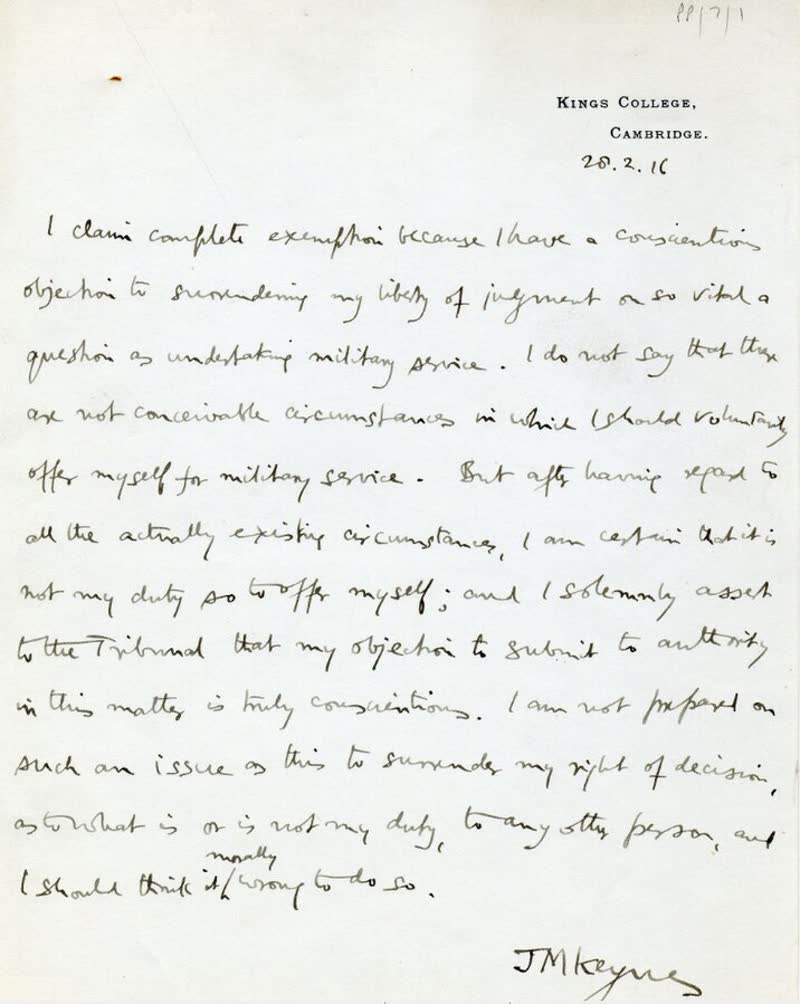 PP/7/1
KINGS COLLEGE,
CAMBRIDGE.
28.2.16
I claim complete exemption because I have a conscientious
objection to surrendering my liberty of judgment on so vital a
question as undertaking military service. I do not say that there
are not conceivable circumstances in which I should voluntarily
offer myself for military service. But after having regard to
all the actually existing circumstances, I am certain that it is
not my duty so to offer myself; and I solemnly assert
to the Tribunal that my objection to submit to authority
in this matter is truly conscientious. I am not prepared on
such an issue as this to surrender my right of decision,
as to what is or is not my duty, to any other person, and
morally
I should think it wrong to do so.
JMKeynes